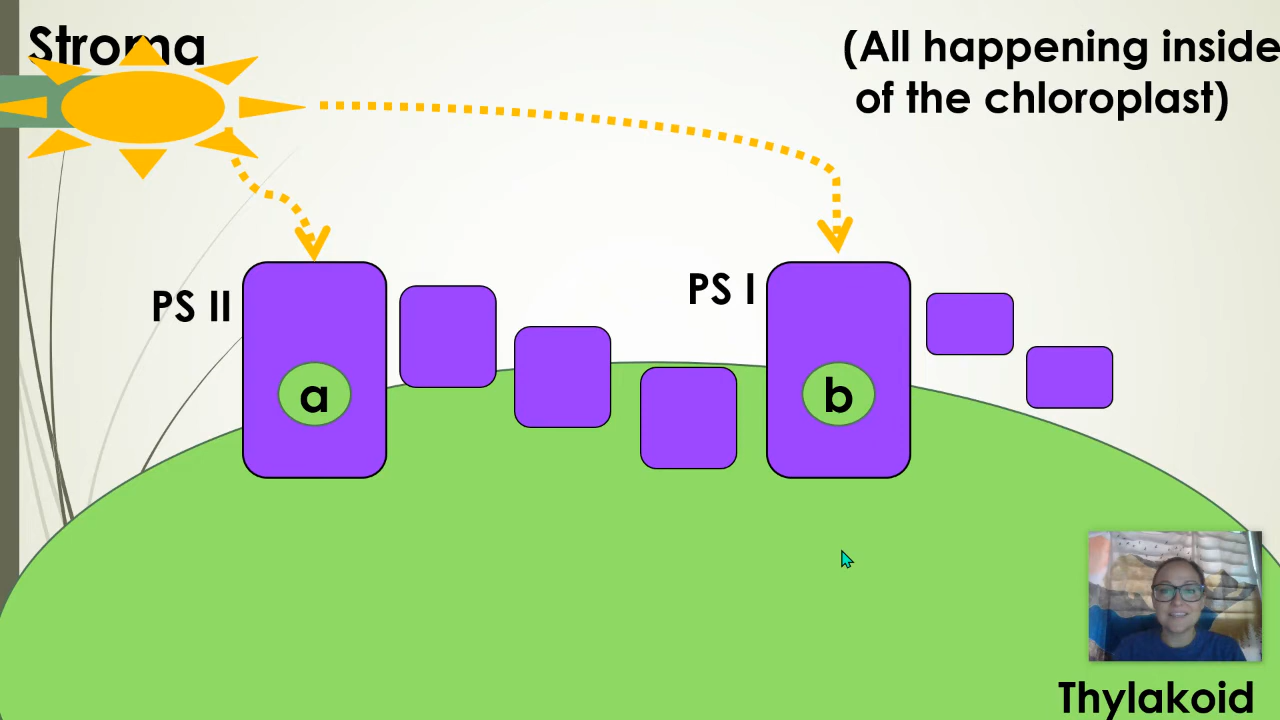 Stroma
(All happening inside
of the chloroplast)
PS II
PS I
a
b
Thylakoid